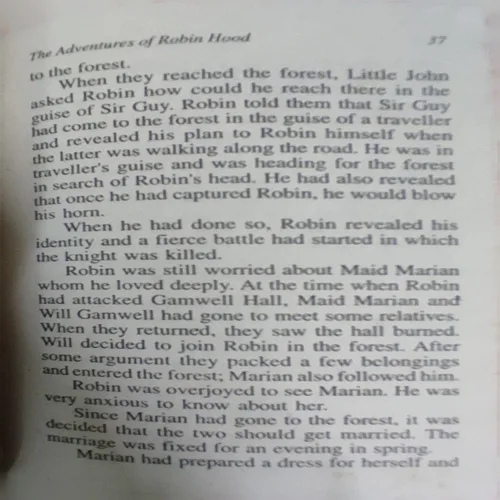 The Adventures of Robin Hood 37
to the forest.
When they reached the forest, Little John
asked Robin how could he reach there in the
guise of Sir Guy. Robin told them that Sir Guy
had come to the forest in the guise of a traveller
and revealed his plan to Robin himself when
the latter was walking along the road. He was in
traveller's guise and was heading for the forest
in search of Robin's head. He had also revealed
that once he had captured Robin, he would blow
his horn.
When he had done so, Robin revealed his
identity and a fierce battle had started in which
the knight was killed.
Robin was still worried about Maid Marian
whom he loved deeply. At the time when Robin
had attacked Gamwell Hall, Maid Marian and
Will Gamwell had gone to meet some relatives.
When they returned, they saw the hall burned.
Will decided to join Robin in the forest. After
some argument they packed a few belongings
and entered the forest; Marian also followed him.
Robin was overjoyed to see Marian. He was
very anxious to know about her.
Since Marian had gone to the forest, it was
decided that the two should get married. The
marriage was fixed for an evening in spring.
Marian had prepared a dress for herself and